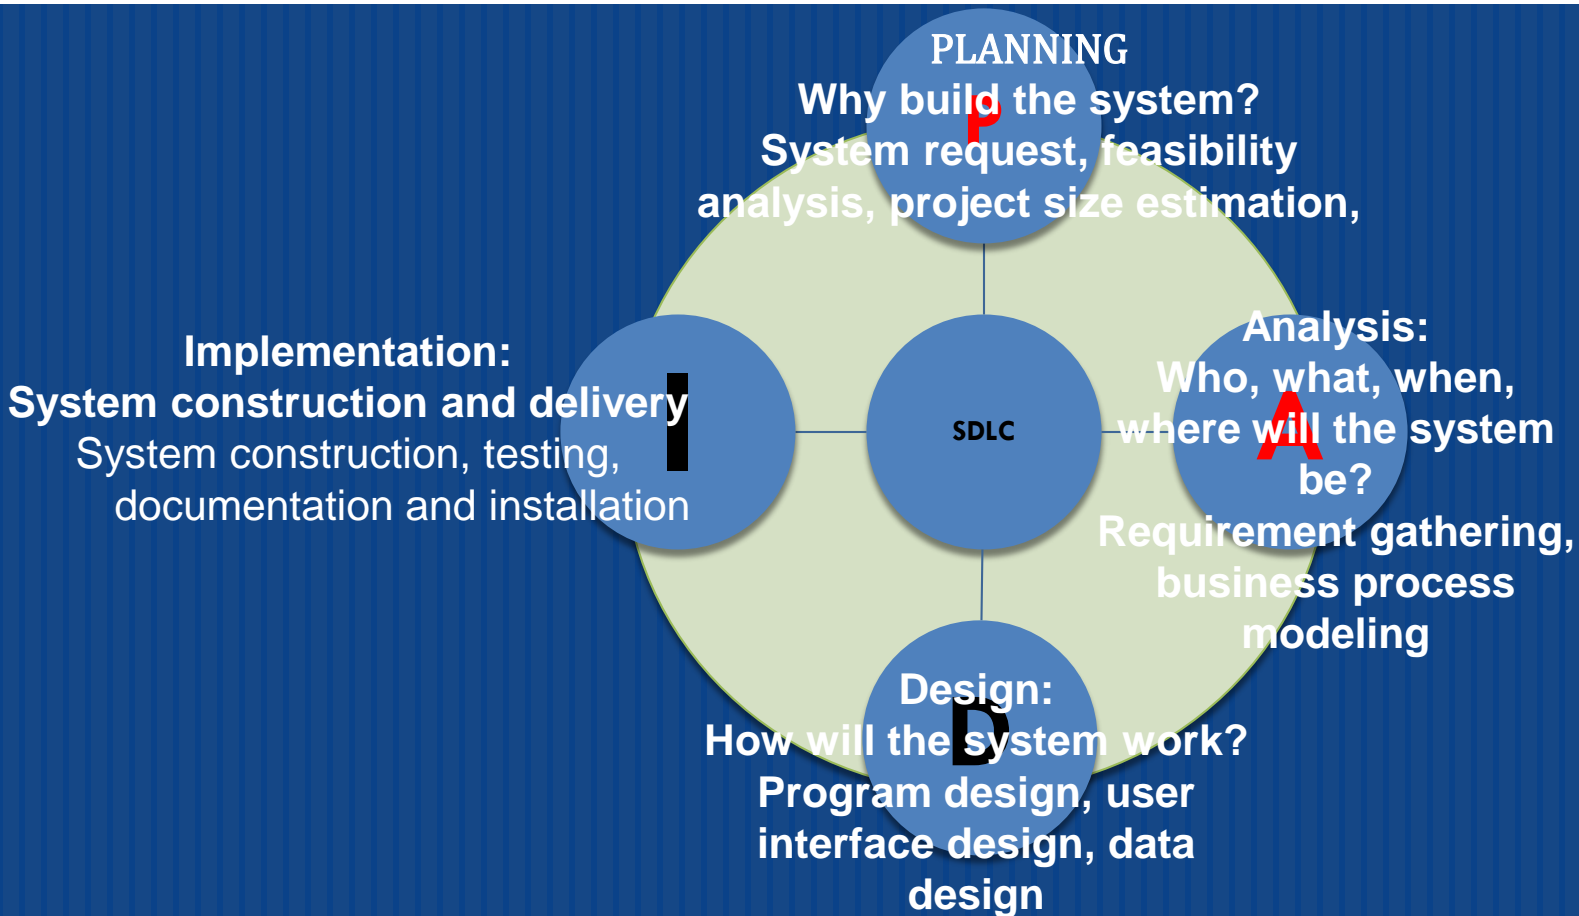 PLANNING
Why build the system?
P
System request, feasibility
analysis, project size estimation,
Implementation:
System construction and delivery
System construction, testing,
documentation and installation
I
SDLC
Analysis:
Who, what, when,
where will the system
be?
A
Requirement gathering,
business process
modeling
Design:
How will the system work?
D
Program design, user
interface design, data
design